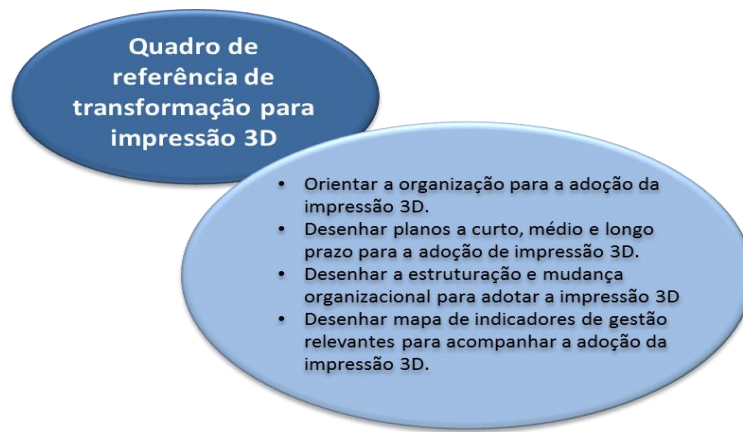 Quadro de
referência de
transformação para
impressão 3D
• Orientar a organização para a adoção da
impressão 3D.
• Desenhar planos a curto, médio e longo
prazo para a adoção de impressão 3D.
• Desenhar a estruturação e mudança
organizacional para adotar a impressão 3D
• Desenhar mapa de indicadores de gestão
relevantes para acompanhar a adoção da
impressão 3D.